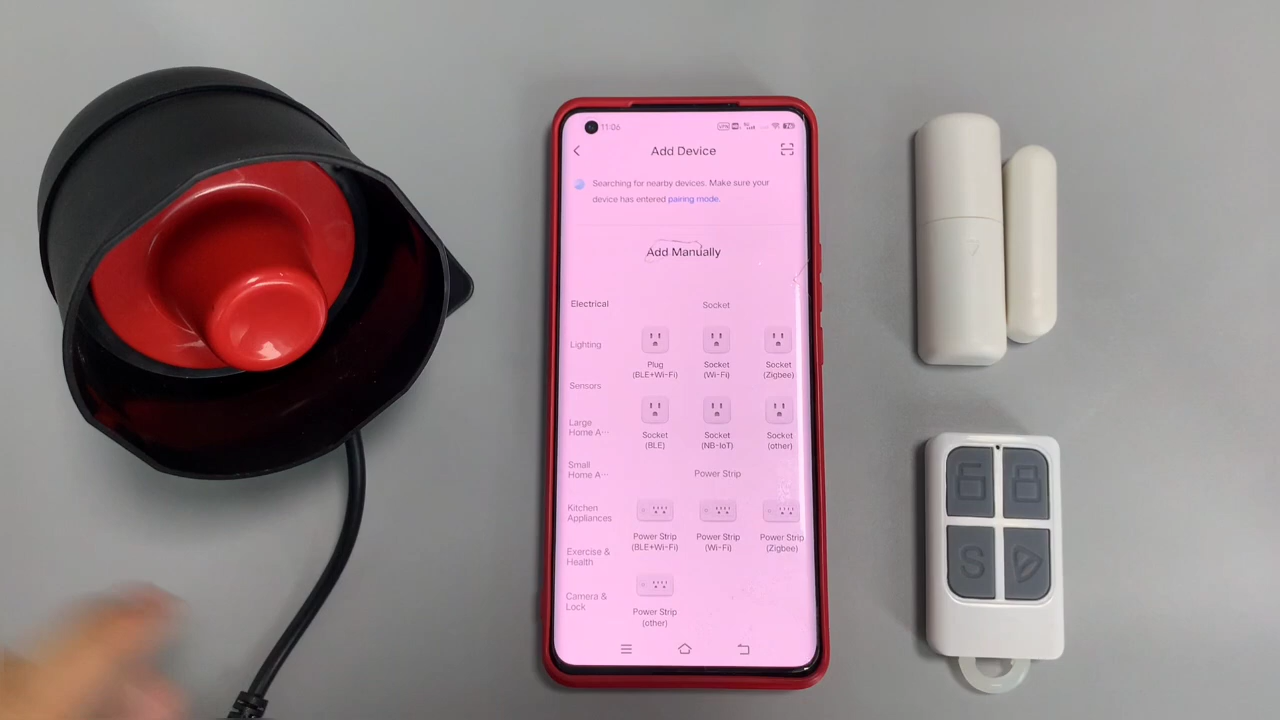 11:06
Add Device
Searching for nearby devices. Make sure your
device has entered pairing mode.
Add Manually
Electrical
Lighting
Sensors
Large
Home A···
Small
Home A···
Kitchen
Appliances
Exercise &
Health
Camera &
Lock
Socket
Plug
(BLE+Wi-Fi)
Socket
(Wi-Fi)
Socket
(Zigbee)
Socket
(BLE)
Socket
(NB-IoT)
Socket
(other)
Power Strip
Power Strip
(BLE+Wi-Fi)
Power Strip
(Wi-Fi)
Power Strip
(Zigbee)
Power Strip
(other)
S